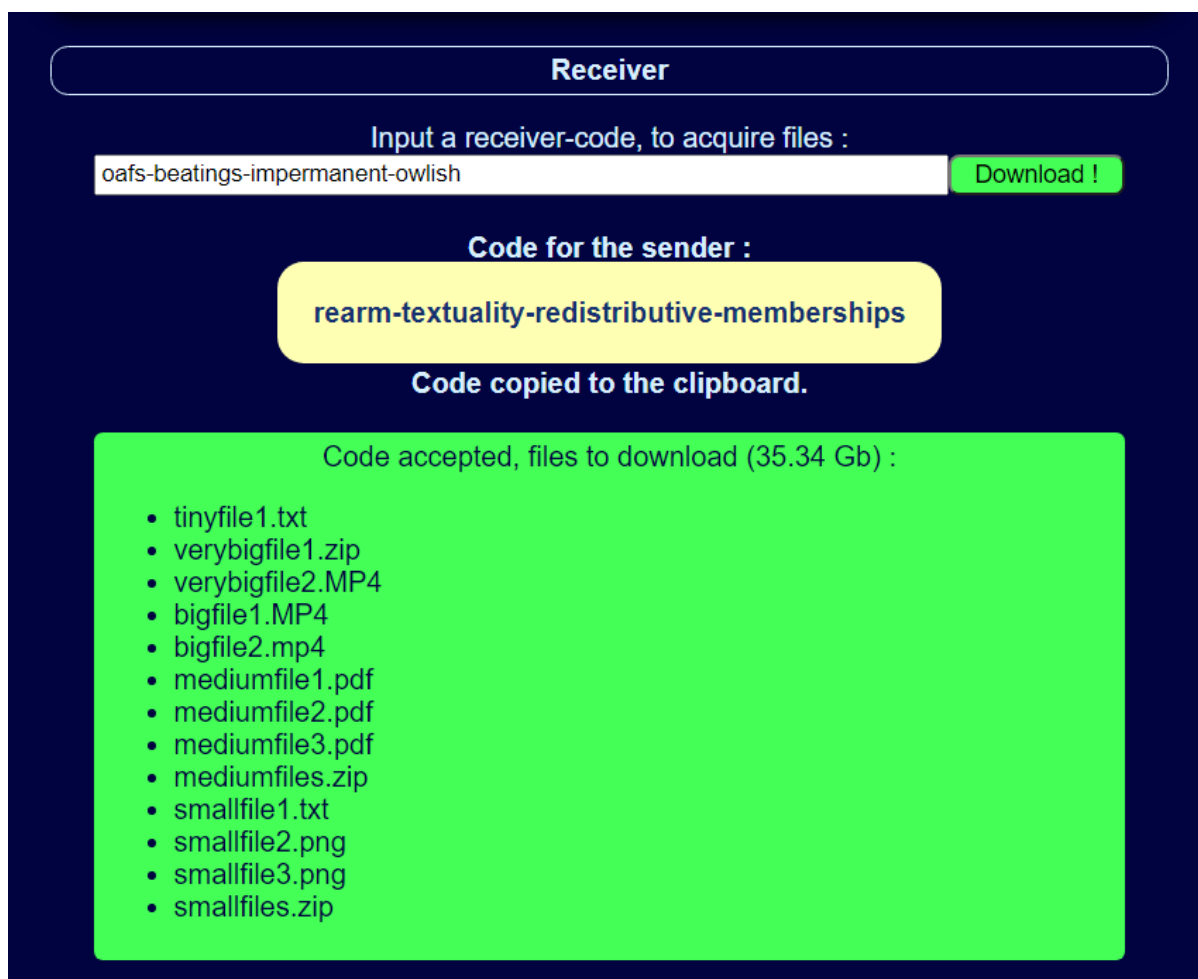 Receiver
Input a receiver-code, to acquire files :
oafs-beatings-impermanent-owlish Download !
Code for the sender :
rearm-textuality-redistributive-memberships
Code copied to the clipboard.
Code accepted, files to download (35.34 Gb) :
• tinyfile1.txt
• verybigfile1.zip
• verybigfile2.MP4
• bigfile1.MP4
• bigfile2.mp4
• mediumfile1.pdf
• mediumfile2.pdf
• mediumfile3.pdf
• mediumfiles.zip
• smallfile1.txt
• smallfile2.png
• smallfile3.png
• smallfiles.zip